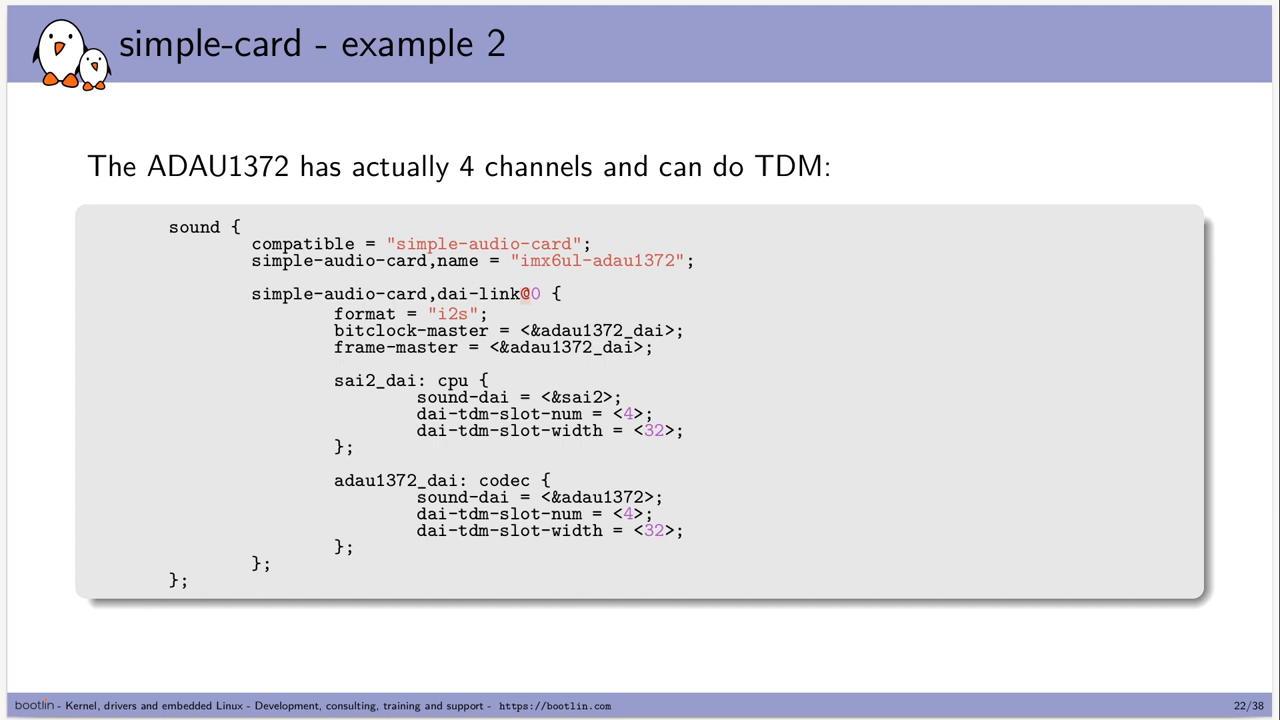 simple-card - example 2
The ADAU1372 has actually 4 channels and can do TDM:
sound {
compatible = "simple-audio-card";
simple-audio-card,name = "imx6ul-adau1372";
simple-audio-card,dai-link@0 {
format = "i2s";
bitclock-master = <&adau1372_dai>;
frame-master = <&adau1372_dai>;
sai2_dai: cpu {
sound-dai = <&sai2>;
dai-tdm-slot-num = <4>;
dai-tdm-slot-width = <32>;
};
adau1372_dai: codec {
sound-dai = <&adau1372>;
dai-tdm-slot-num = <4>;
dai-tdm-slot-width = <32>;
};
};
};
bootlin - Kernel, drivers and embedded Linux - Development, consulting, training and support - https://bootlin.com 22/38